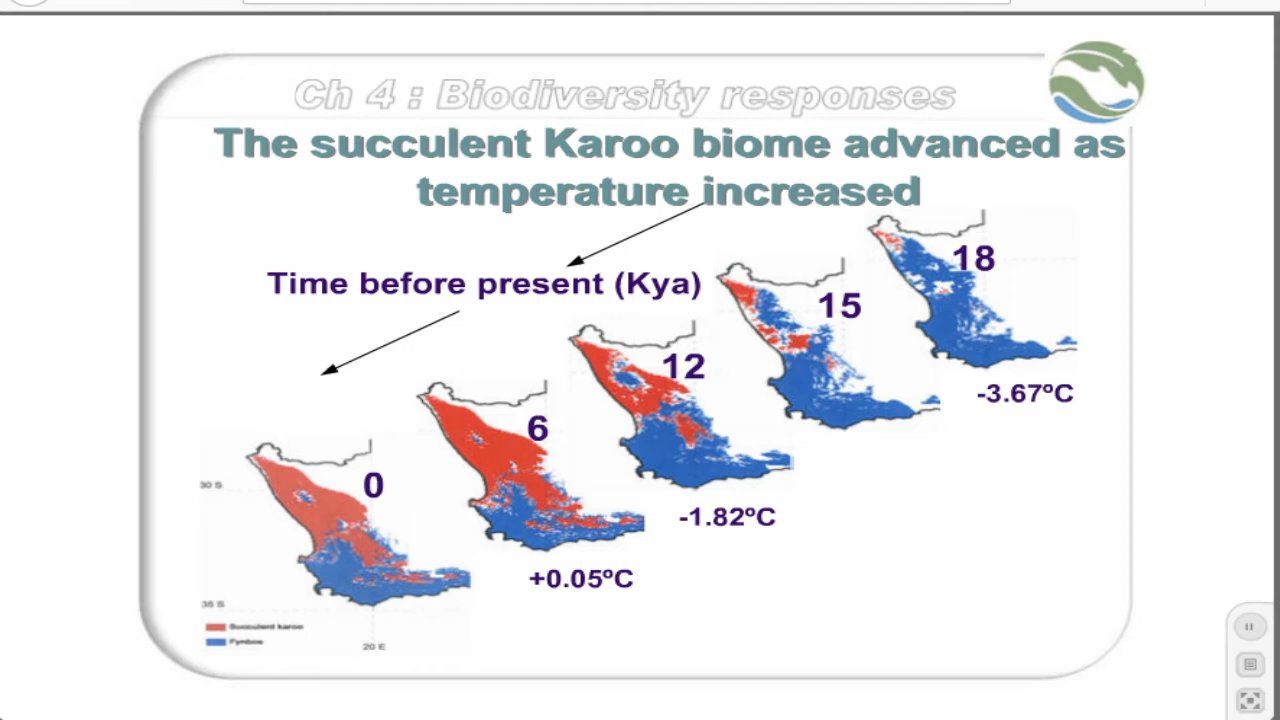 Ch 4 : Biodiversity responses
The succulent Karoo biome advanced as
temperature increased
Time before present (Kya)
18
15
12
6
0
-3.67ºC
-1.82ºC
+0.05ºC
30 S
35 S
20 E
Succulent karoo
Fynbos